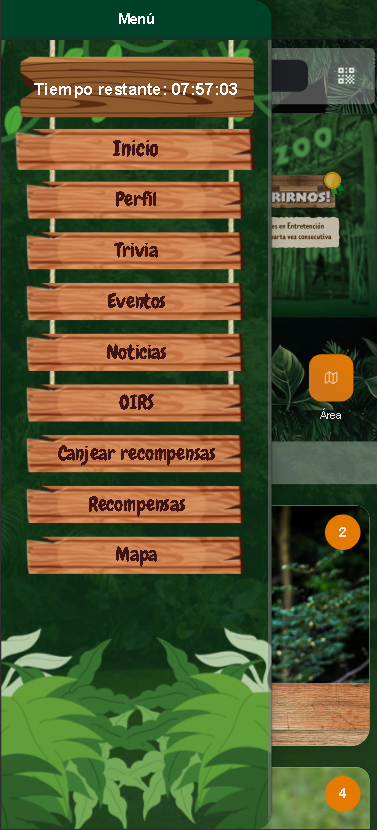 Menú
Tiempo restante: 07:57:03
Inicio
Perfil
Trivia
Eventos
Noticias
OIRS
Canjear recompensas
Recompensas
Mapa
ZOO
RIRNOS!
es en Entretención
arta vez consecutiva
Área
2
4